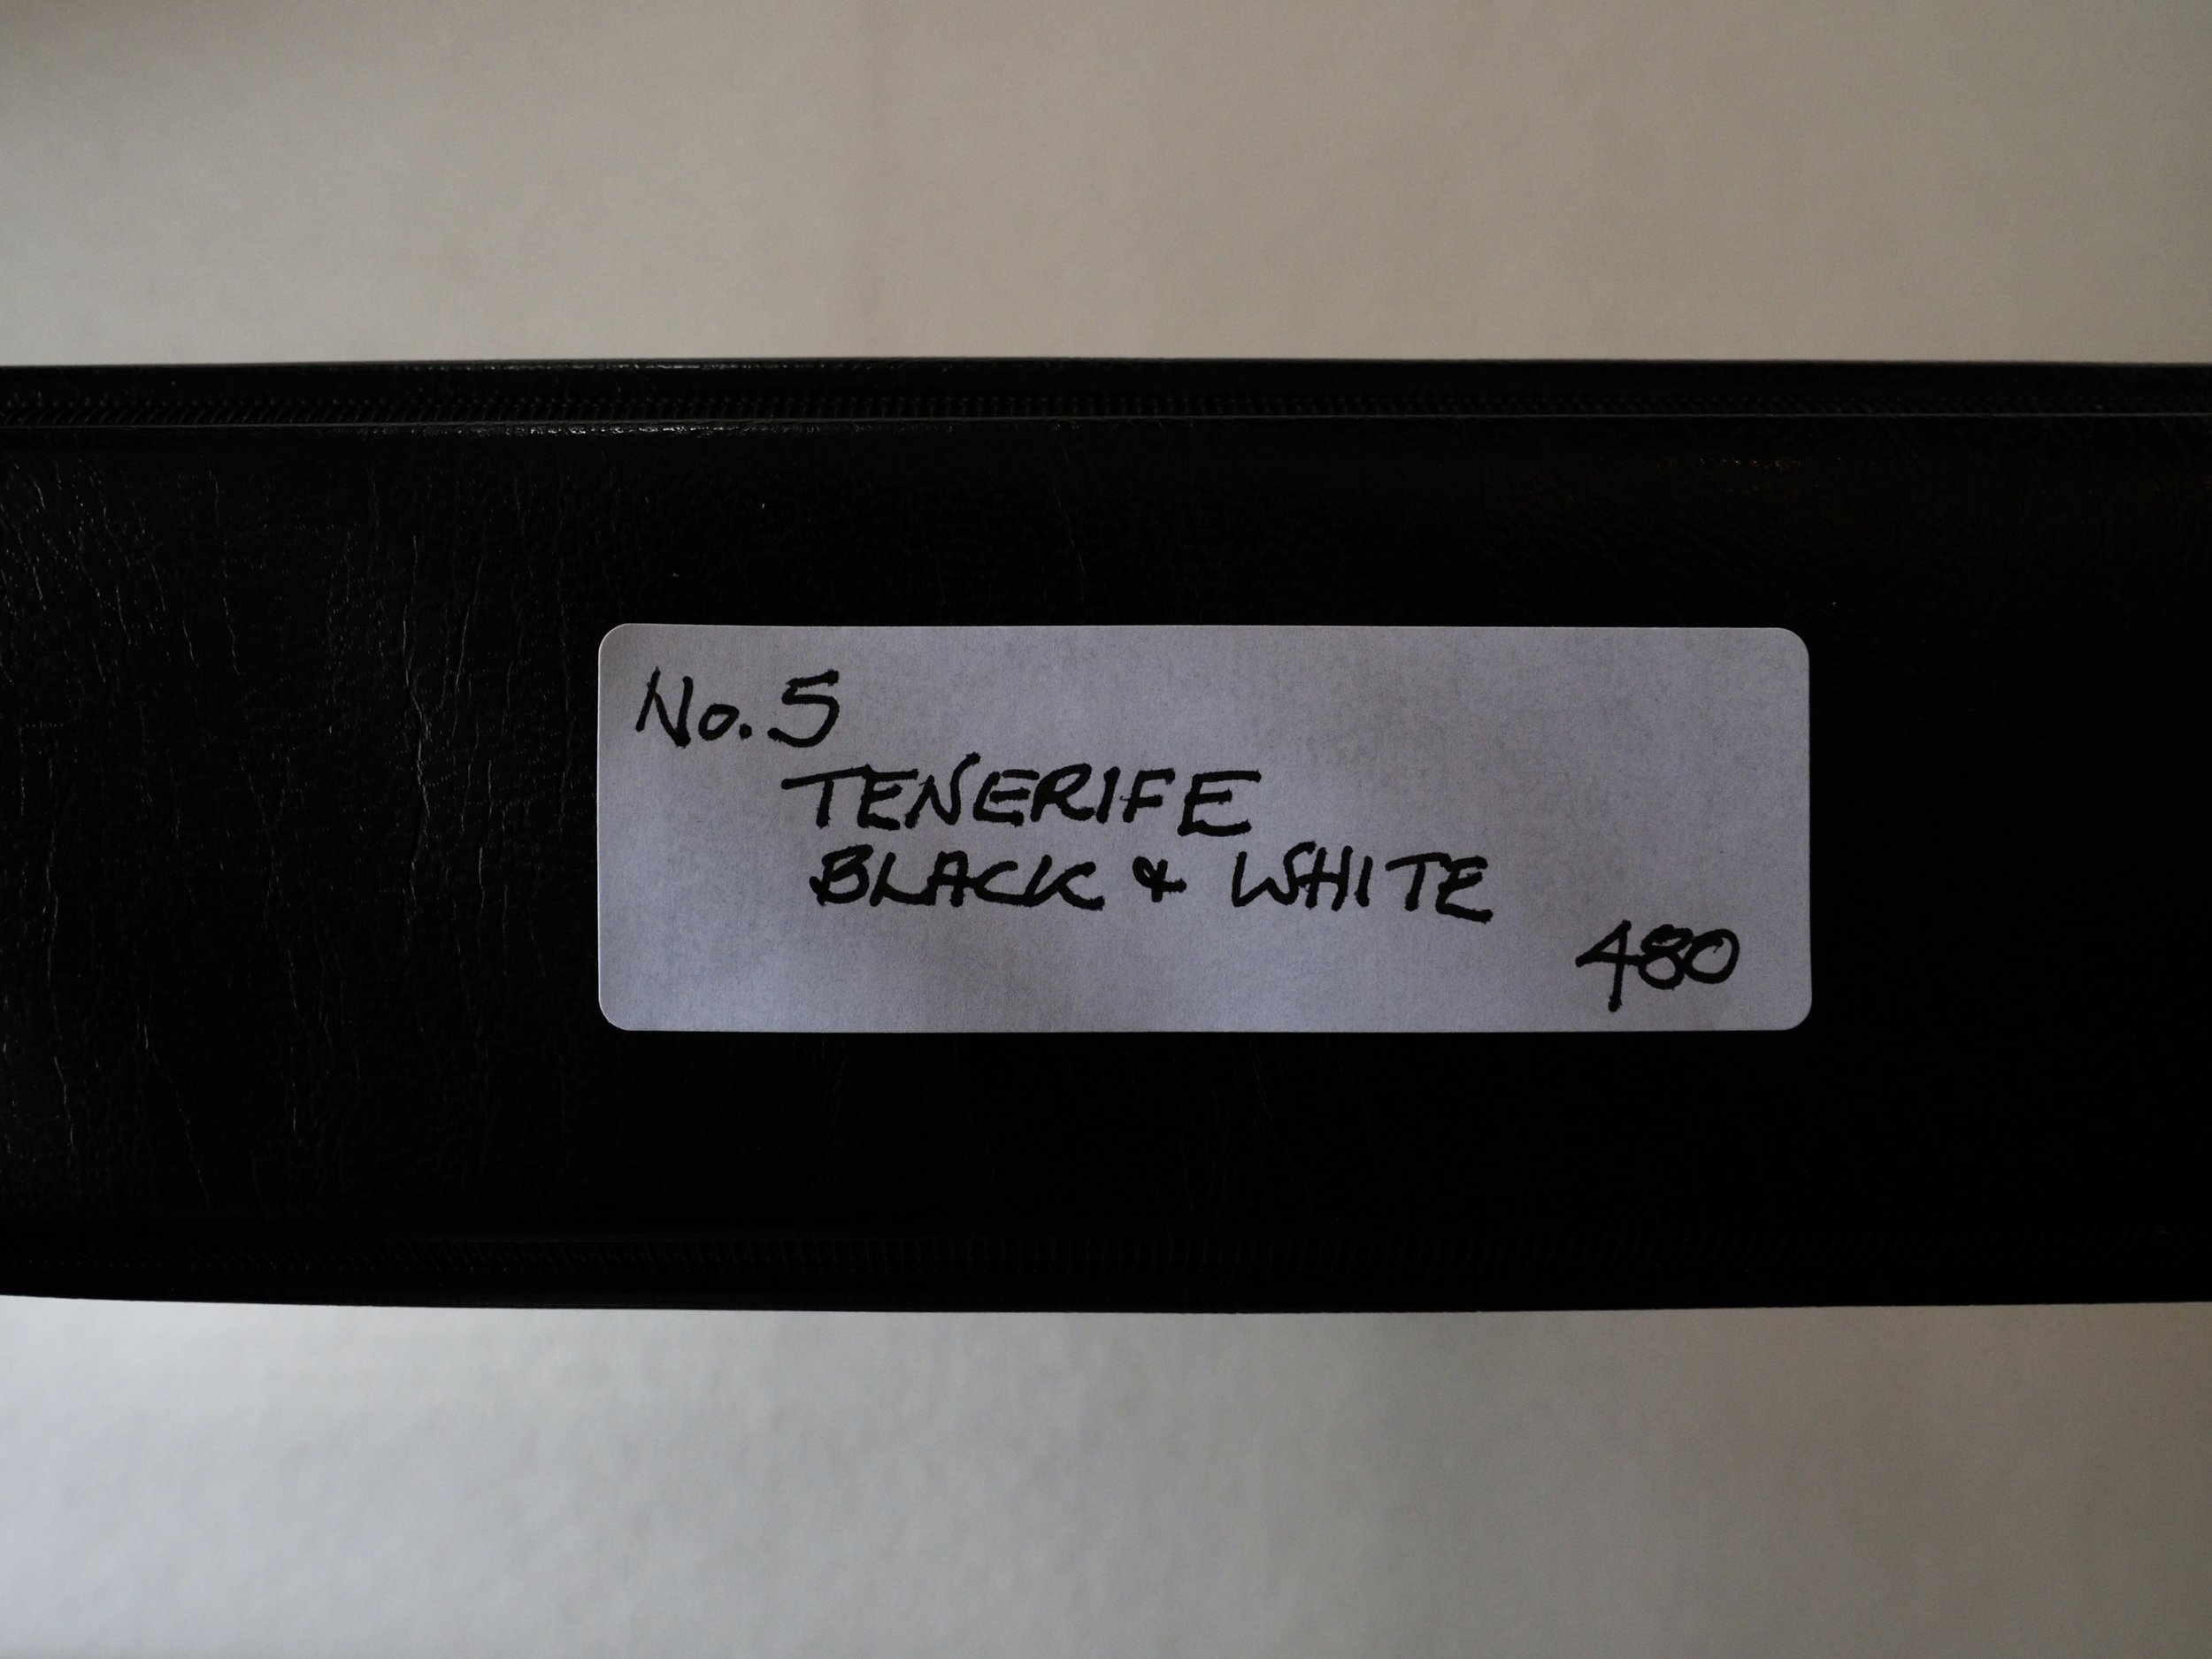 No. 5
TENERIFE
BLACK & WHITE
480